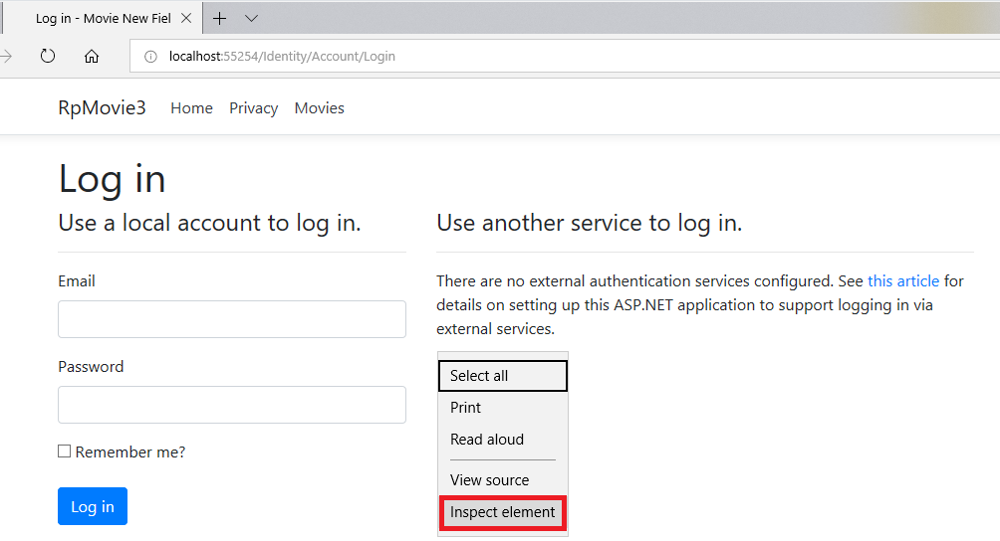 Log in - Movie New Fiel
localhost:55254/Identity/Account/Login
RpMovie3 Home Privacy Movies
Log in
Use a local account to log in.
Email
Password
Remember me?
Log in
Use another service to log in.
There are no external authentication services configured. See this article for
details on setting up this ASP.NET application to support logging in via
external services.
Select all
Print
Read aloud
View source
Inspect element